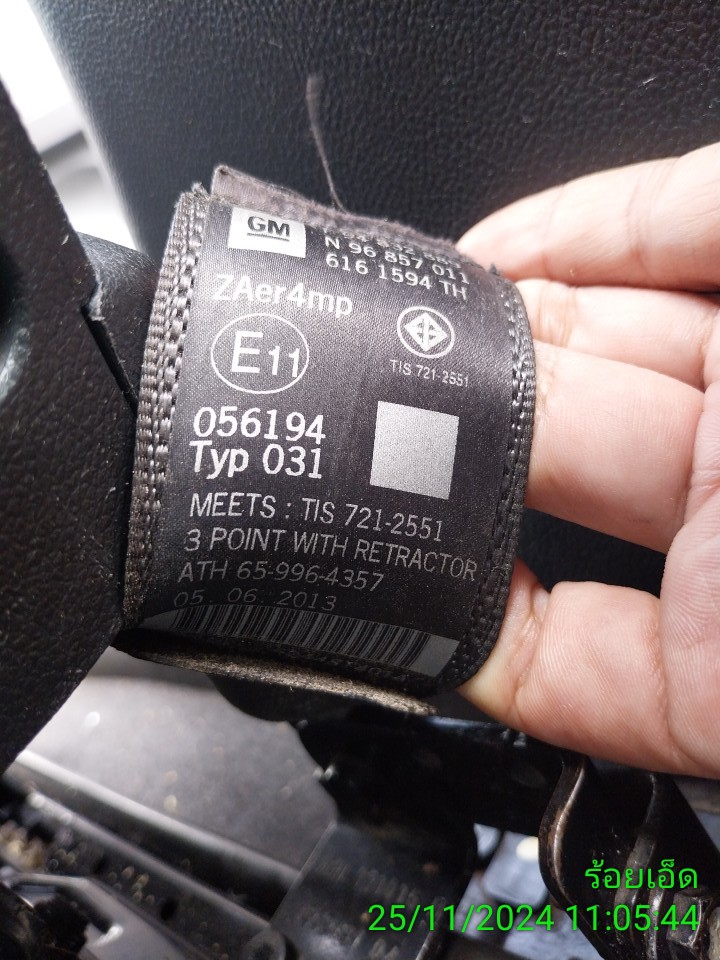 GM
N 96 857 011
616 1594 TH
ZAer4mp
E11
TIS 721-2551
056194
Typ 031
MEETS : TIS 721-2551
3 POINT WITH RETRACTOR
ATH 65-996-4357
05. 06 2013
ร้อยเอ็ด
25/11/2024 11:05:44